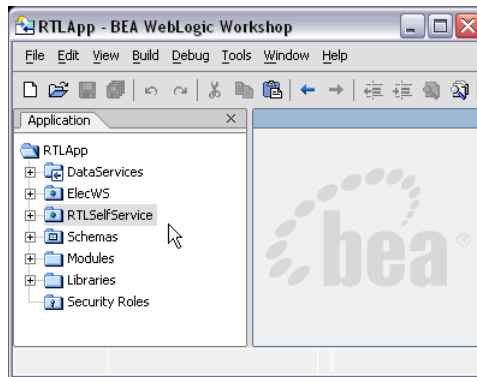 RTLApp - BEA WebLogic Workshop
File Edit View Build Debug Tools Window Help
Application
RTLApp
DataServices
ElecWS
RTLSelfService
Schemas
Modules
Libraries
Security Roles
bea®